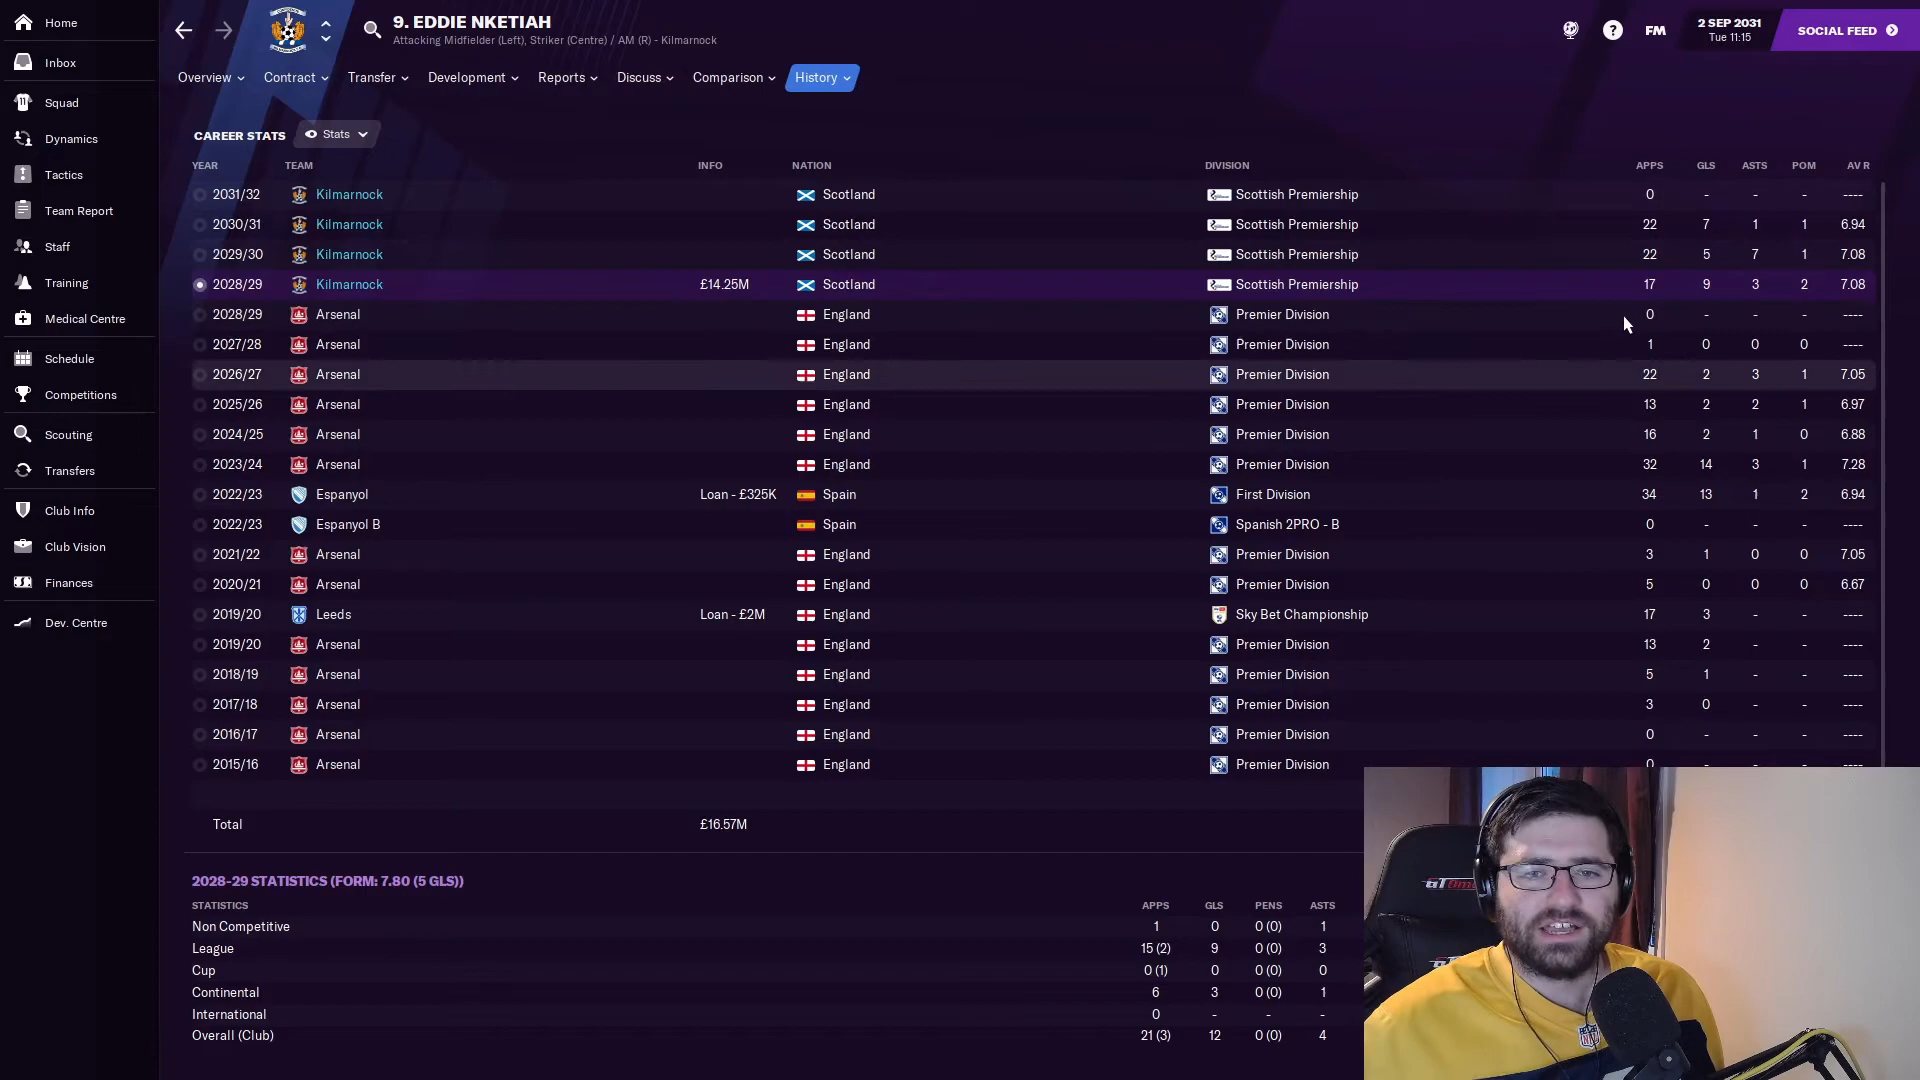 Home
Inbox
Squad
Dynamics
Tactics
Team Report
Staff
Training
Medical Centre
Schedule
Competitions
Scouting
Transfers
Club Info
Club Vision
Finances
Dev. Centre
9. EDDIE NKETIAH
Attacking Midfielder (Left), Striker (Centre) / AM (R) - Kilmarnock
? FM
2 SEP 2031
Tue 11:15
SOCIAL FEED
Overview Contract Transfer Development Reports Discuss Comparison History
CAREER STATS Stats
YEAR TEAM INFO NATION DIVISION APPS GLS ASTS POM AV R
2031/32 Kilmarnock Scotland Scottish Premiership 0 - - - ----
2030/31 Kilmarnock Scotland Scottish Premiership 22 7 1 1 6.94
2029/30 Kilmarnock Scotland Scottish Premiership 22 5 7 1 7.08
2028/29 Kilmarnock £14.25M Scotland Scottish Premiership 17 9 3 2 7.08
2028/29 Arsenal England Premier Division 0 - - - ----
2027/28 Arsenal England Premier Division 1 0 0 0 ----
2026/27 Arsenal England Premier Division 22 2 3 1 7.05
2025/26 Arsenal England Premier Division 13 2 2 1 6.97
2024/25 Arsenal England Premier Division 16 2 1 0 6.88
2023/24 Arsenal England Premier Division 32 14 3 1 7.28
2022/23 Espanyol Loan - £325K Spain First Division 34 13 1 2 6.94
2022/23 Espanyol B Spain Spanish 2PRO - B 0 - - - ----
2021/22 Arsenal England Premier Division 3 1 0 0 7.05
2020/21 Arsenal England Premier Division 5 0 0 0 6.67
2019/20 Leeds Loan - £2M England Sky Bet Championship 17 3 - - ----
2019/20 Arsenal England Premier Division 13 2 - - ----
2018/19 Arsenal England Premier Division 5 1 - - ----
2017/18 Arsenal England Premier Division 3 0 - - ----
2016/17 Arsenal England Premier Division 0 - - - ----
2015/16 Arsenal England Premier Division 0 - - - ----
Total £16.57M
2028-29 STATISTICS (FORM: 7.80 (5 GLS))
STATISTICS APPS GLS PENS ASTS
Non Competitive 1 0 0 (0) 1
League 15 (2) 9 0 (0) 3
Cup 0 (1) 0 0 (0) 0
Continental 6 3 0 (0) 1
International 0 - - -
Overall (Club) 21 (3) 12 0 (0) 4
NFL